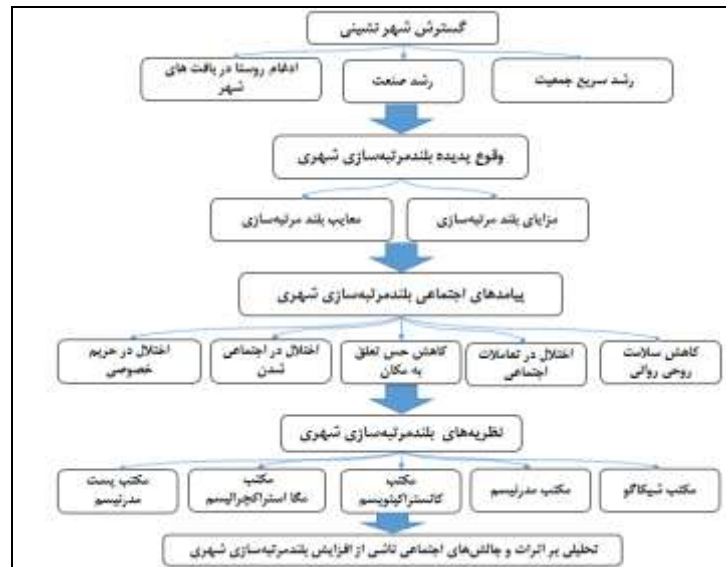 گسترش شهر نشینی
رشد سریع جمعیت
رشد صنعت
ادغام روستا در بافت های
شهر
وقوع پدیده بلندمرتبه‌سازی شهری
مزایای بلند مرتبه‌سازی
معایب بلند مرتبه‌سازی
پیامدهای اجتماعی بلندمرتبه‌سازی شهری
کاهش سلامت
روحی روانی
اختلال در تعاملات
اجتماعی
کاهش حس تعلق
به مکان
اختلال در اجتماعی
شدن
اختلال در حریم
خصوصی
نظریه‌های بلندمرتبه‌سازی شهری
مکتب شیکاگو
مکتب مدرنیسم
مکتب
کانستراکتیویسم
مکتب
مگا استراکچرالیسم
مکتب پست
مدرنیسم
تحلیلی بر اثرات و چالش‌های اجتماعی ناشی از افزایش بلندمرتبه‌سازی شهری